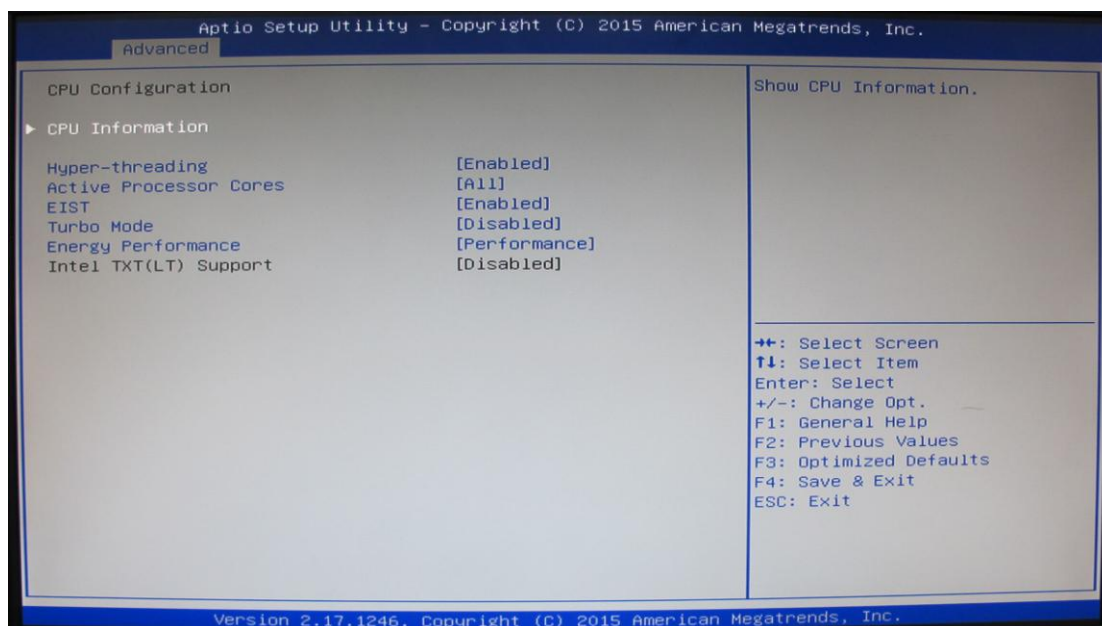 Aptio Setup Utility – Copyright (C) 2015 American Megatrends, Inc.
Advanced
CPU Configuration
CPU Information
Hyper-threading [Enabled]
Active Processor Cores [All]
EIST [Enabled]
Turbo Mode [Disabled]
Energy Performance [Performance]
Intel TXT(LT) Support [Disabled]
Show CPU Information.
→←: Select Screen
↑↓: Select Item
Enter: Select
+/-: Change Opt.
F1: General Help
F2: Previous Values
F3: Optimized Defaults
F4: Save & Exit
ESC: Exit
Version 2.17.1246. Copyright (C) 2015 American Megatrends, Inc.